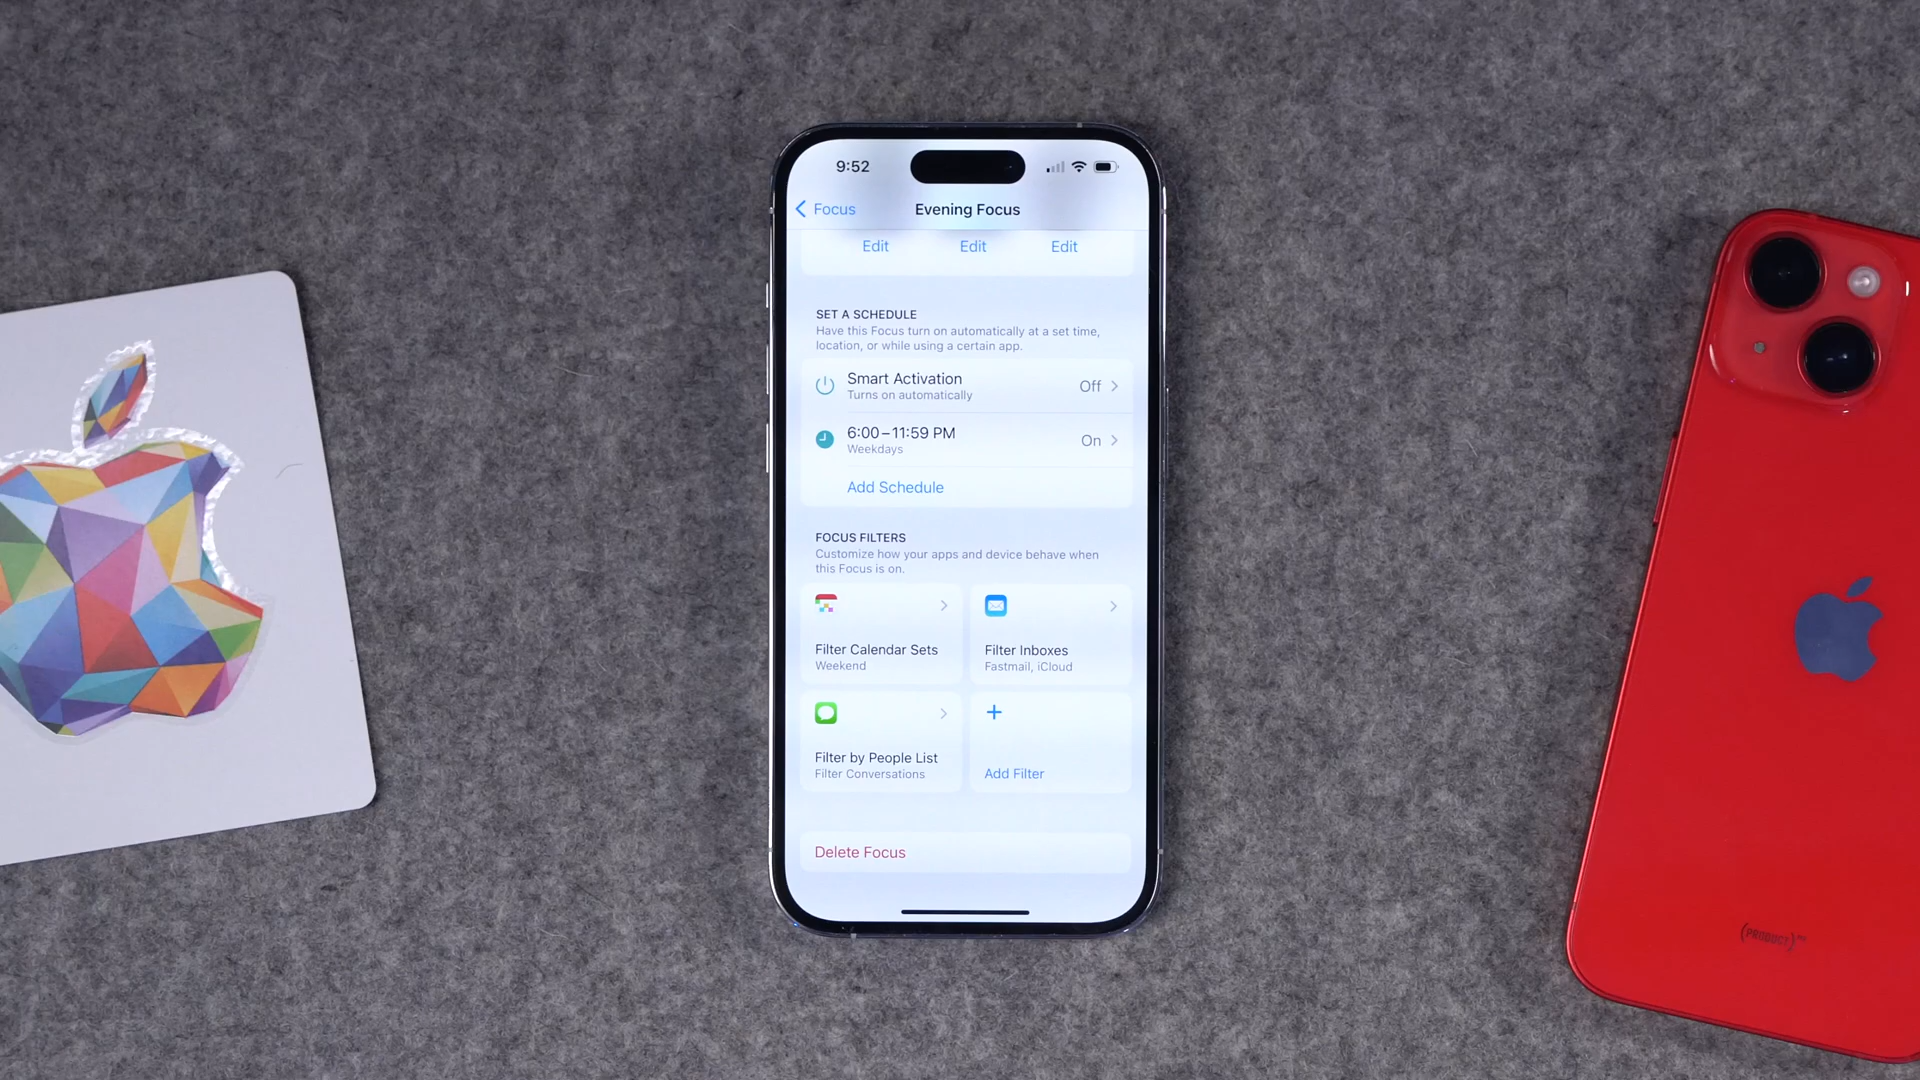 9:52
Focus
Evening Focus
Edit Edit Edit
SET A SCHEDULE
Have this Focus turn on automatically at a set time,
location, or while using a certain app.
Smart Activation
Turns on automatically
Off
6:00–11:59 PM
Weekdays
On
Add Schedule
FOCUS FILTERS
Customize how your apps and device behave when
this Focus is on.
Filter Calendar Sets
Weekend
Filter Inboxes
Fastmail, iCloud
Filter by People List
Filter Conversations
Add Filter
Delete Focus
(PRODUCT)